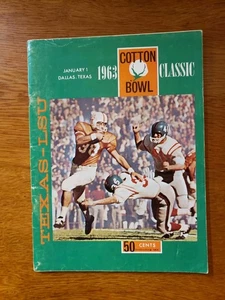 JANUARY 1
DALLAS, TEXAS
1963
COTTON
BOWL
CLASSIC
TEXAS-LSU
50 CENTS